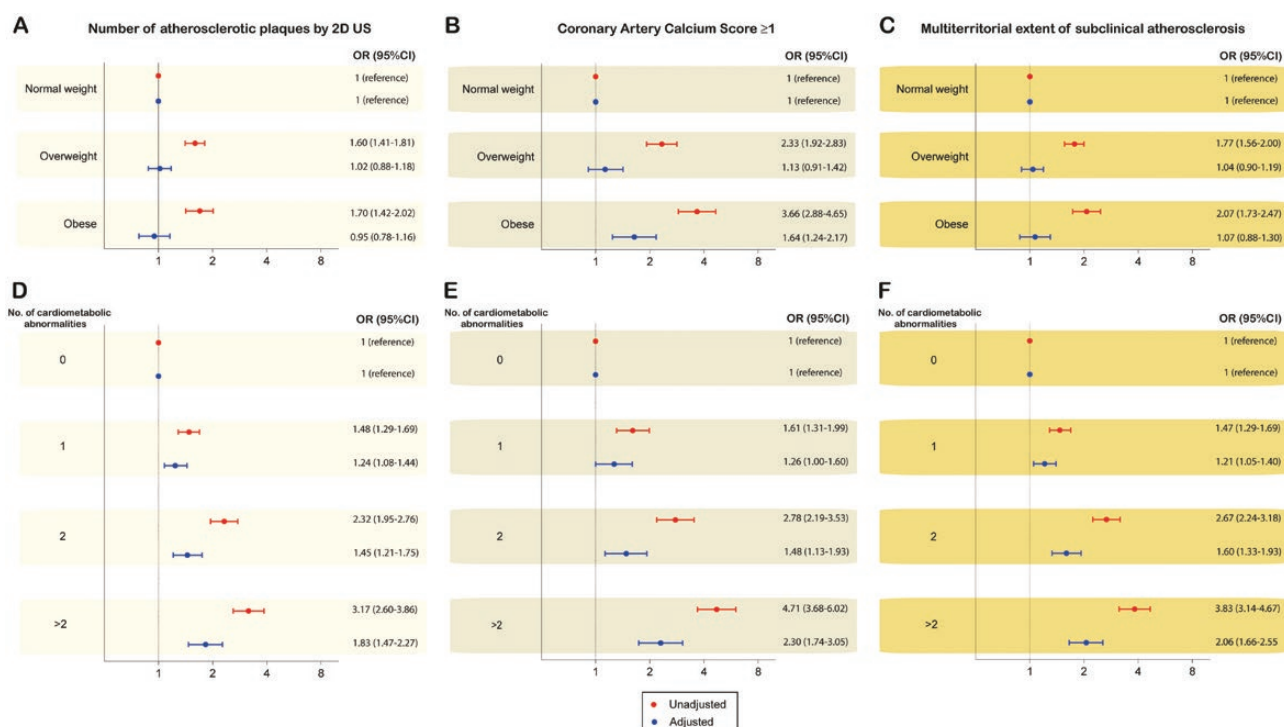 A Number of atherosclerotic plaques by 2D US
OR (95%CI)
Normal weight
1 (reference)
1 (reference)
Overweight
1.60 (1.41-1.81)
1.02 (0.88-1.18)
Obese
1.70 (1.42-2.02)
0.95 (0.78-1.16)
1 2 4 8
B Coronary Artery Calcium Score ≥1
OR (95%CI)
Normal weight
1 (reference)
1 (reference)
Overweight
2.33 (1.92-2.83)
1.13 (0.91-1.42)
Obese
3.66 (2.88-4.65)
1.64 (1.24-2.17)
1 2 4 8
C Multiterritorial extent of subclinical atherosclerosis
OR (95%CI)
Normal weight
1 (reference)
1 (reference)
Overweight
1.77 (1.56-2.00)
1.04 (0.90-1.19)
Obese
2.07 (1.73-2.47)
1.07 (0.88-1.30)
1 2 4 8
D
No. of cardiometabolic
abnormalities
OR (95%CI)
0
1 (reference)
1 (reference)
1
1.48 (1.29-1.69)
1.24 (1.08-1.44)
2
2.32 (1.95-2.76)
1.45 (1.21-1.75)
>2
3.17 (2.60-3.86)
1.83 (1.47-2.27)
1 2 4 8
E
No. of cardiometabolic
abnormalities
OR (95%CI)
0
1 (reference)
1 (reference)
1
1.61 (1.31-1.99)
1.26 (1.00-1.60)
2
2.78 (2.19-3.53)
1.48 (1.13-1.93)
>2
4.71 (3.68-6.02)
2.30 (1.74-3.05)
1 2 4 8
F
No. of cardiometabolic
abnormalities
OR (95%CI)
0
1 (reference)
1 (reference)
1
1.47 (1.29-1.69)
1.21 (1.05-1.40)
2
2.67 (2.24-3.18)
1.60 (1.33-1.93)
>2
3.83 (3.14-4.67)
2.06 (1.66-2.55
1 2 4 8
Unadjusted
Adjusted